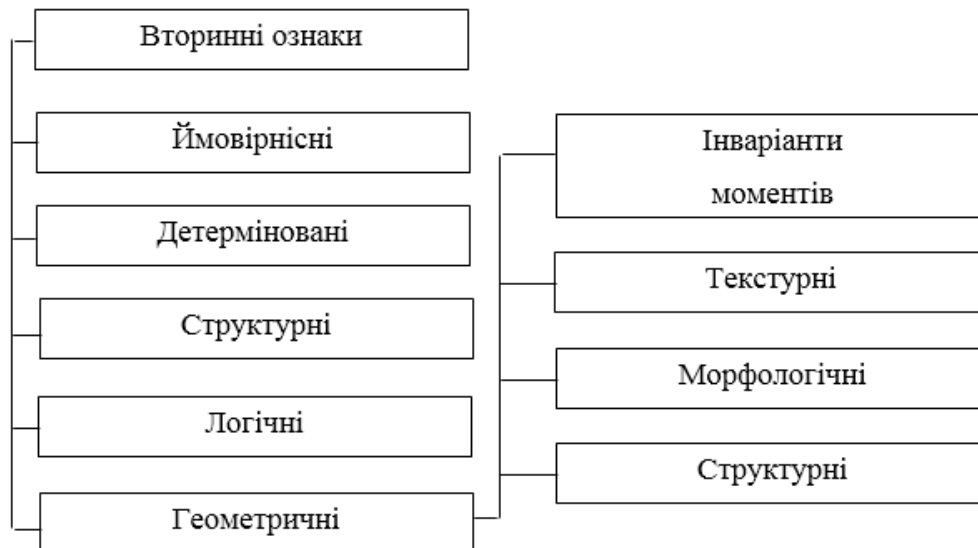 Вторинні ознаки
Ймовірнісні
Детерміновані
Структурні
Логічні
Геометричні
Інваріанти
моментів
Текстурні
Морфологічні
Структурні